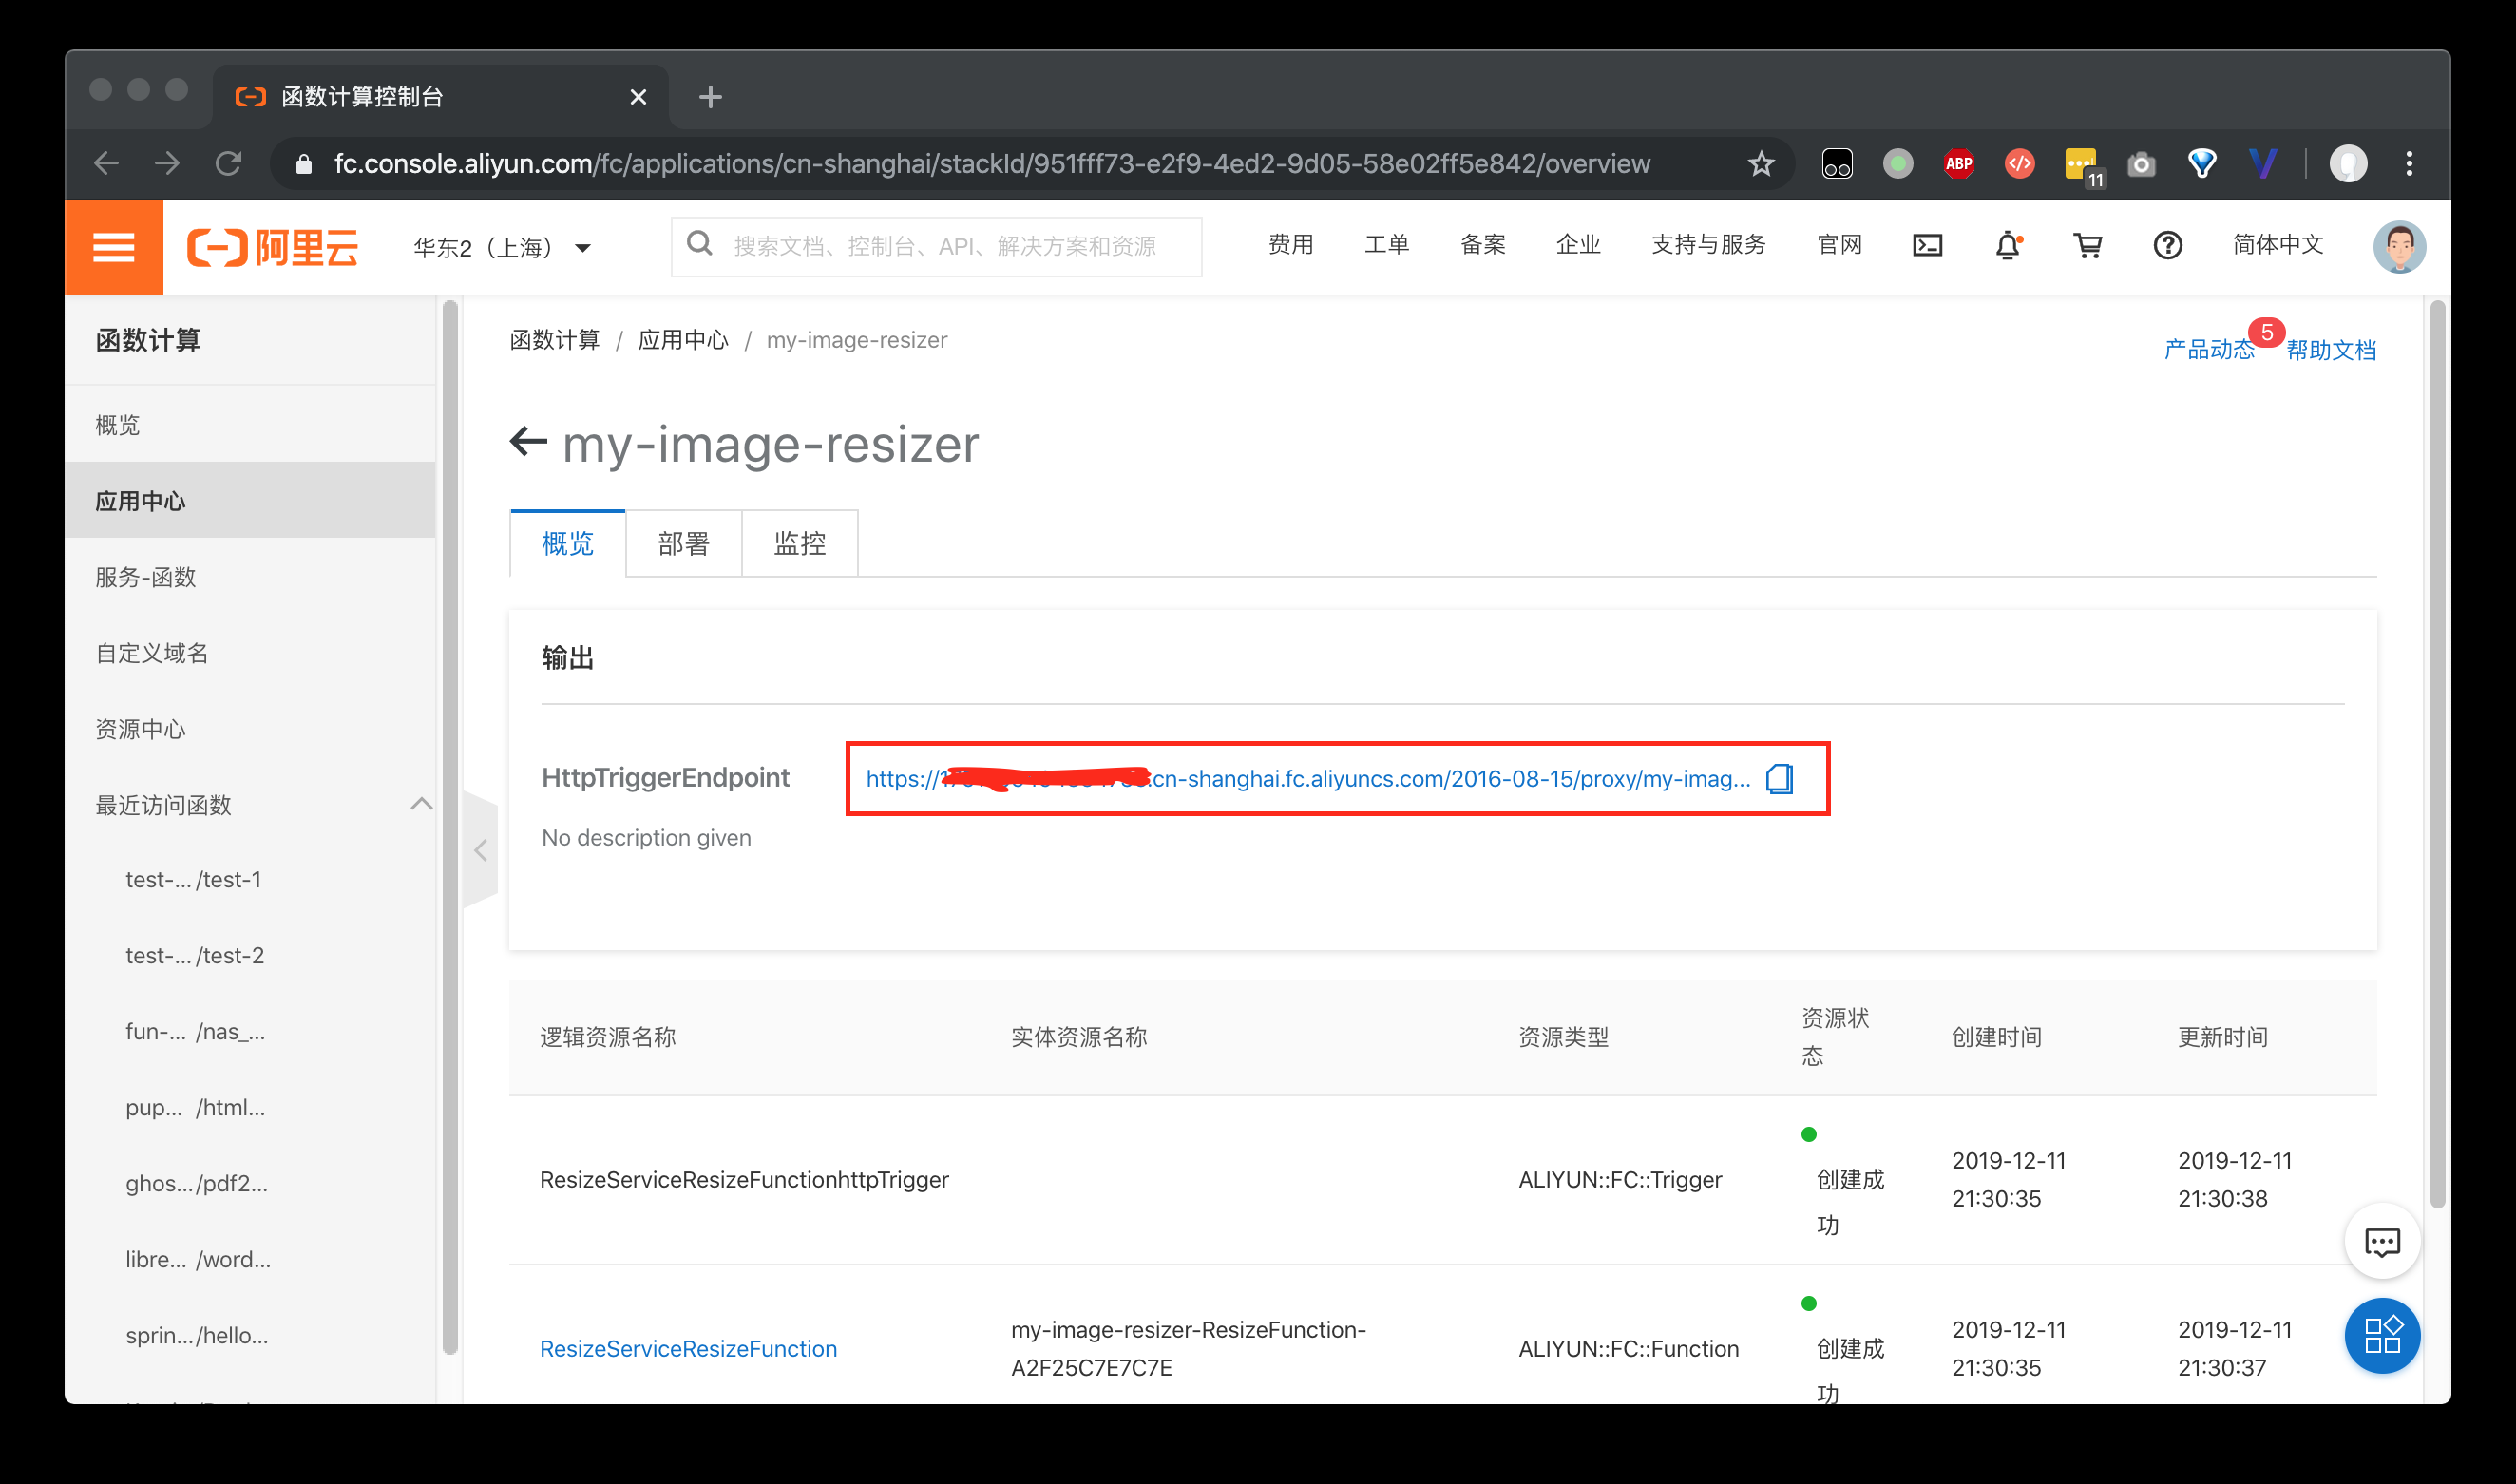 函数计算控制台
fc.console.aliyun.com/fc/applications/cn-shanghai/stackId/951fff73-e2f9-4ed2-9d05-58e02ff5e842/overview
ABP
11
阿里云
华东2（上海）
搜索文档、控制台、API、解决方案和资源
费用
工单
备案
企业
支持与服务
官网
简体中文
函数计算
概览
应用中心
服务-函数
自定义域名
资源中心
最近访问函数
test-... /test-1
test-... /test-2
fun-... /nas_...
pup... /html...
ghos... /pdf2...
libre... /word...
sprin... /hello...
函数计算 / 应用中心 / my-image-resizer
产品动态
5
帮助文档
my-image-resizer
概览
部署
监控
输出
HttpTriggerEndpoint
https://
.cn-shanghai.fc.aliyuncs.com/2016-08-15/proxy/my-imag...
No description given
逻辑资源名称
实体资源名称
资源类型
资源状
态
创建时间
更新时间
ResizeServiceResizeFunctionhttpTrigger
ALIYUN::FC::Trigger
创建成
功
2019-12-11
21:30:35
2019-12-11
21:30:38
ResizeServiceResizeFunction
my-image-resizer-ResizeFunction-
A2F25C7E7C7E
ALIYUN::FC::Function
创建成
功
2019-12-11
21:30:35
2019-12-11
21:30:37